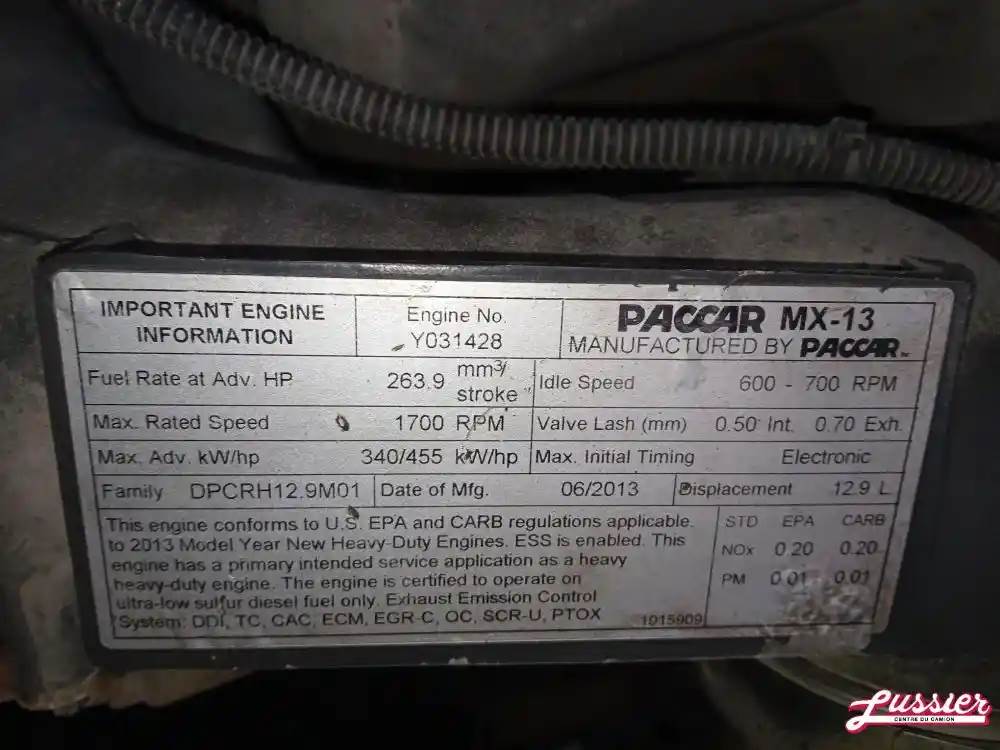 IMPORTANT ENGINE
INFORMATION
Engine No.
Y031428
PACCAR MX-13
MANUFACTURED BY PACCAR™
Fuel Rate at Adv. HP 263.9 mm3/
stroke
Idle Speed 600 - 700 RPM
Max. Rated Speed 1700 RPM
Valve Lash (mm) 0.50 Int. 0.70 Exh.
Max. Adv. kW/hp 340/455 kW/hp
Max. Initial Timing Electronic
Family DPCRH12.9M01
Date of Mfg. 06/2013
Displacement 12.9 L
This engine conforms to U.S. EPA and CARB regulations applicable
to 2013 Model Year New Heavy-Duty Engines. ESS is enabled. This
engine has a primary intended service application as a heavy
heavy-duty engine. The engine is certified to operate on
ultra-low sulfur diesel fuel only. Exhaust Emission Control
System: DDI, TC, CAC, ECM, EGR-C, OC, SCR-U, PTOX
1915909
STD EPA CARB
NOx 0.20 0.20
PM 0.01 0.01
Lussier
CENTRE DU CAMION